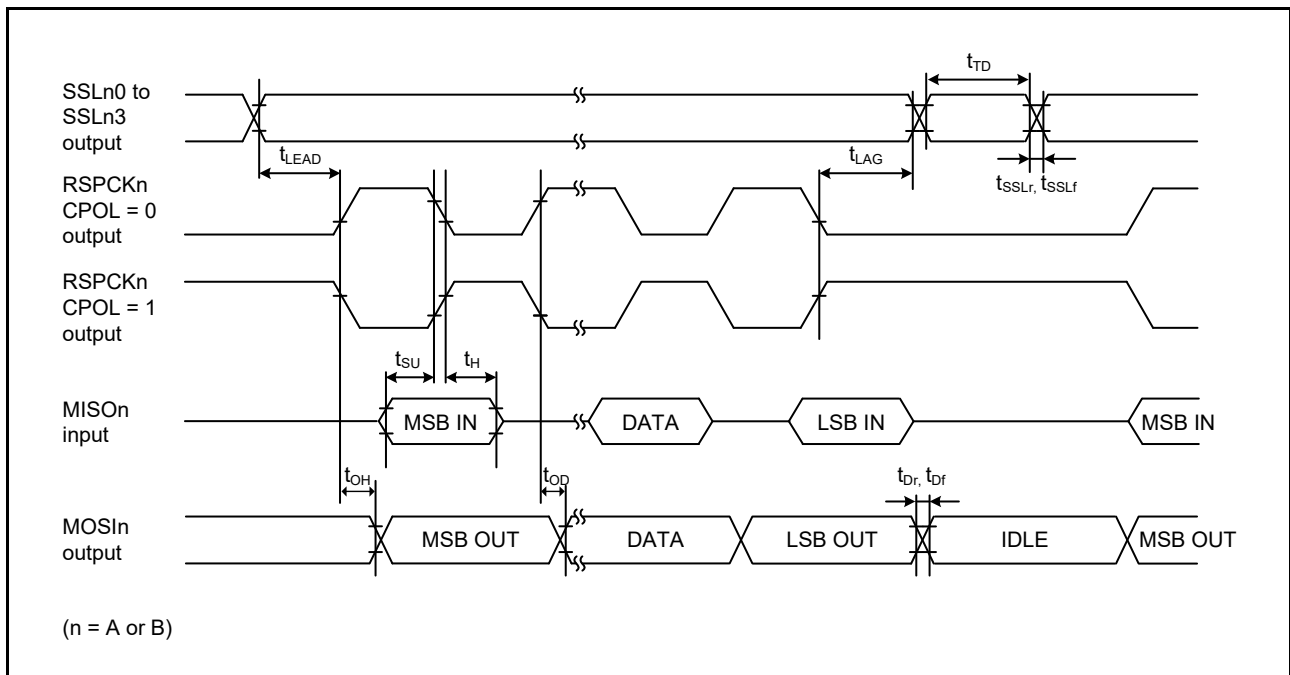 SSLn0 to
SSLn3
output
tTD
tLEAD
tLAG
tSSLr, tSSLf
RSPCKn
CPOL = 0
output
RSPCKn
CPOL = 1
output
tSU
tH
MISOn
input
MSB IN
DATA
LSB IN
MSB IN
tOH
tOD
tDr, tDf
MOSIn
output
MSB OUT
DATA
LSB OUT
IDLE
MSB OUT
(n = A or B)